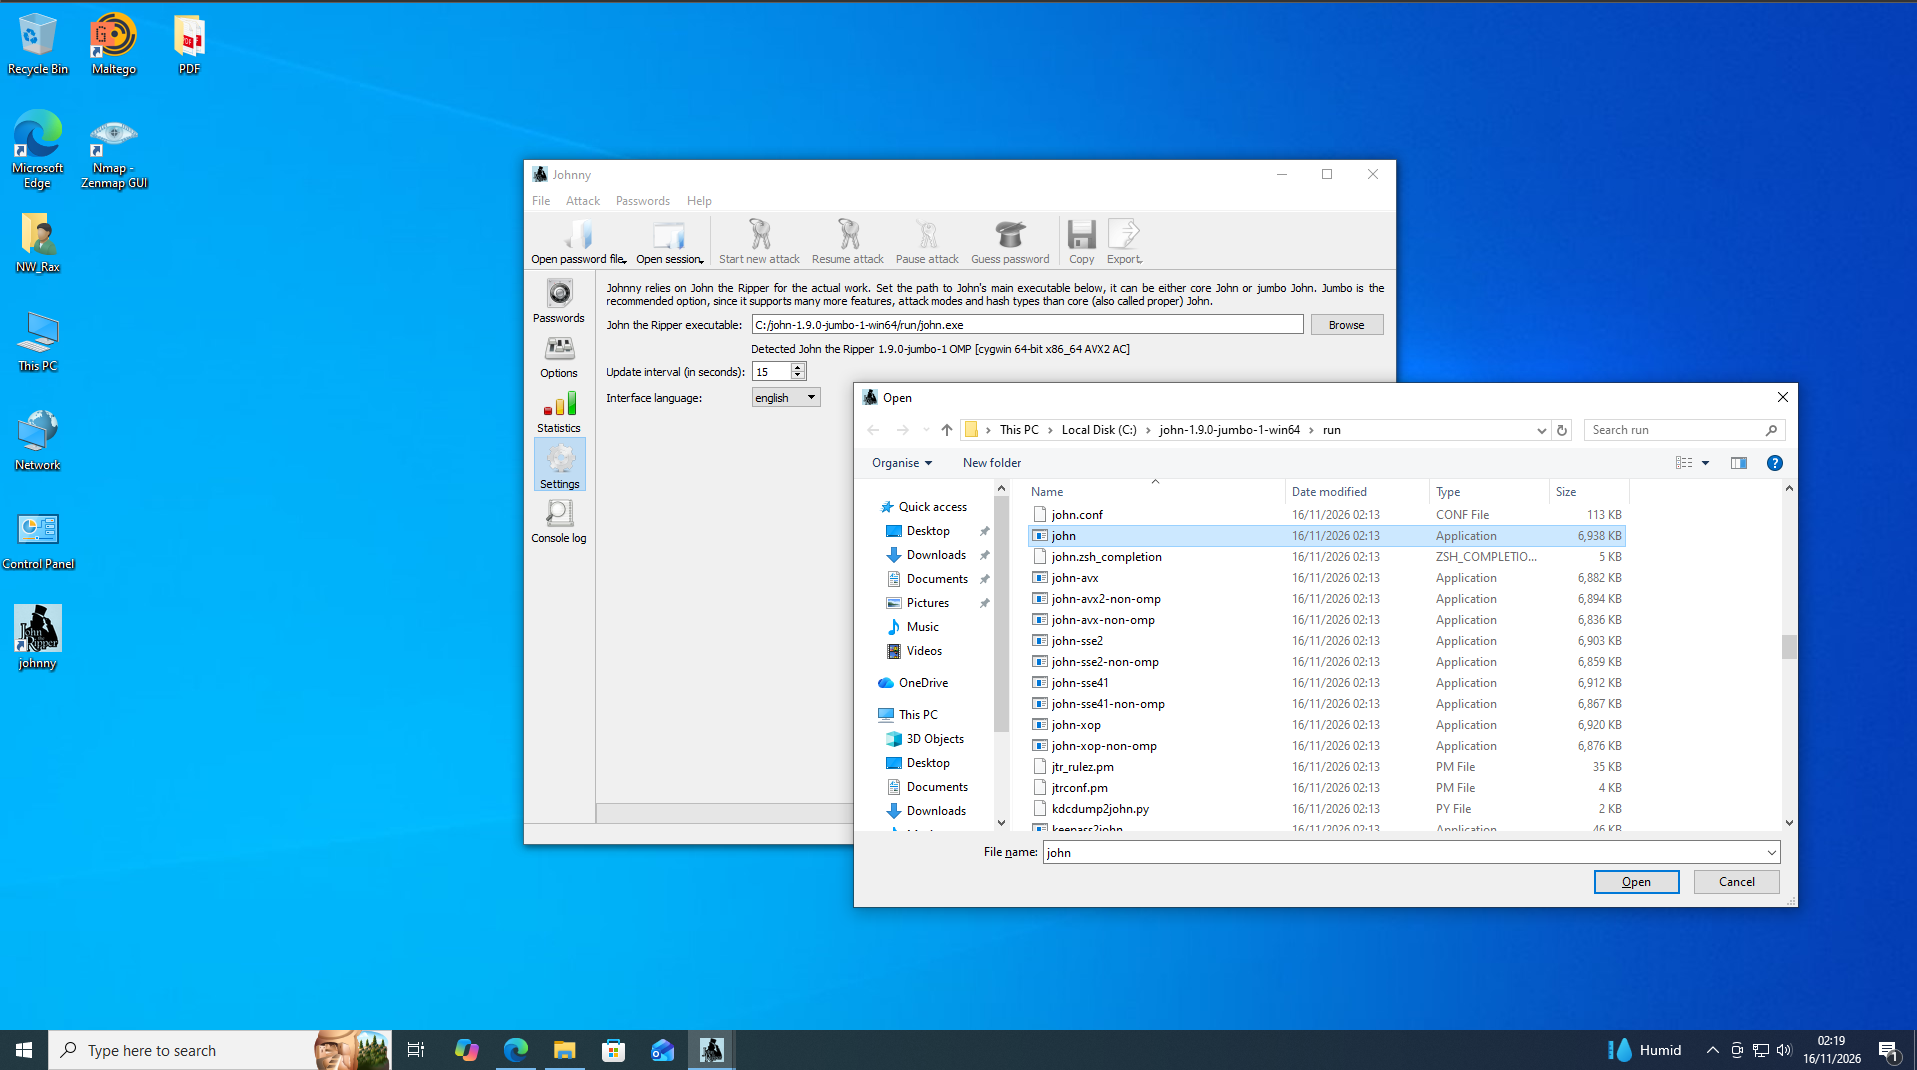 Recycle Bin
Maltego
PDF
Microsoft
Edge
Nmap -
Zenmap GUI
NW_Rax
This PC
Network
Control Panel
John
the
Ripper
johnny
Johnny
File Attack Passwords Help
Open password file Open session Start new attack Resume attack Pause attack Guess password Copy Export
Passwords
Options
Statistics
Settings
Console log
Johnny relies on John the Ripper for the actual work. Set the path to John's main executable below, it can be either core John or jumbo John. Jumbo is the
recommended option, since it supports many more features, attack modes and hash types than core (also called proper) John.
John the Ripper executable: C:/john-1.9.0-jumbo-1-win64/run/john.exe Browse
Detected John the Ripper 1.9.0-jumbo-1 OMP [cygwin 64-bit x86_64 AVX2 AC]
Update interval (in seconds): 15
Interface language: english
Open
This PC > Local Disk (C:) > john-1.9.0-jumbo-1-win64 > run
Search run
Organise New folder
Quick access
Desktop
Downloads
Documents
Pictures
Music
Videos
OneDrive
This PC
3D Objects
Desktop
Documents
Downloads
Name Date modified Type Size
john.conf 16/11/2026 02:13 CONF File 113 KB
john 16/11/2026 02:13 Application 6,938 KB
john.zsh_completion 16/11/2026 02:13 ZSH_COMPLETIO... 5 KB
john-avx 16/11/2026 02:13 Application 6,882 KB
john-avx2-non-omp 16/11/2026 02:13 Application 6,894 KB
john-avx-non-omp 16/11/2026 02:13 Application 6,836 KB
john-sse2 16/11/2026 02:13 Application 6,903 KB
john-sse2-non-omp 16/11/2026 02:13 Application 6,859 KB
john-sse41 16/11/2026 02:13 Application 6,912 KB
john-sse41-non-omp 16/11/2026 02:13 Application 6,867 KB
john-xop 16/11/2026 02:13 Application 6,920 KB
john-xop-non-omp 16/11/2026 02:13 Application 6,876 KB
jtr_rulez.pm 16/11/2026 02:13 PM File 35 KB
jtrconf.pm 16/11/2026 02:13 PM File 4 KB
kdcdump2john.py 16/11/2026 02:13 PY File 2 KB
keepass2john 16/11/2026 02:13 Application 46 KB
File name: john
Open Cancel
Type here to search
Humid
02:19
16/11/2026
1